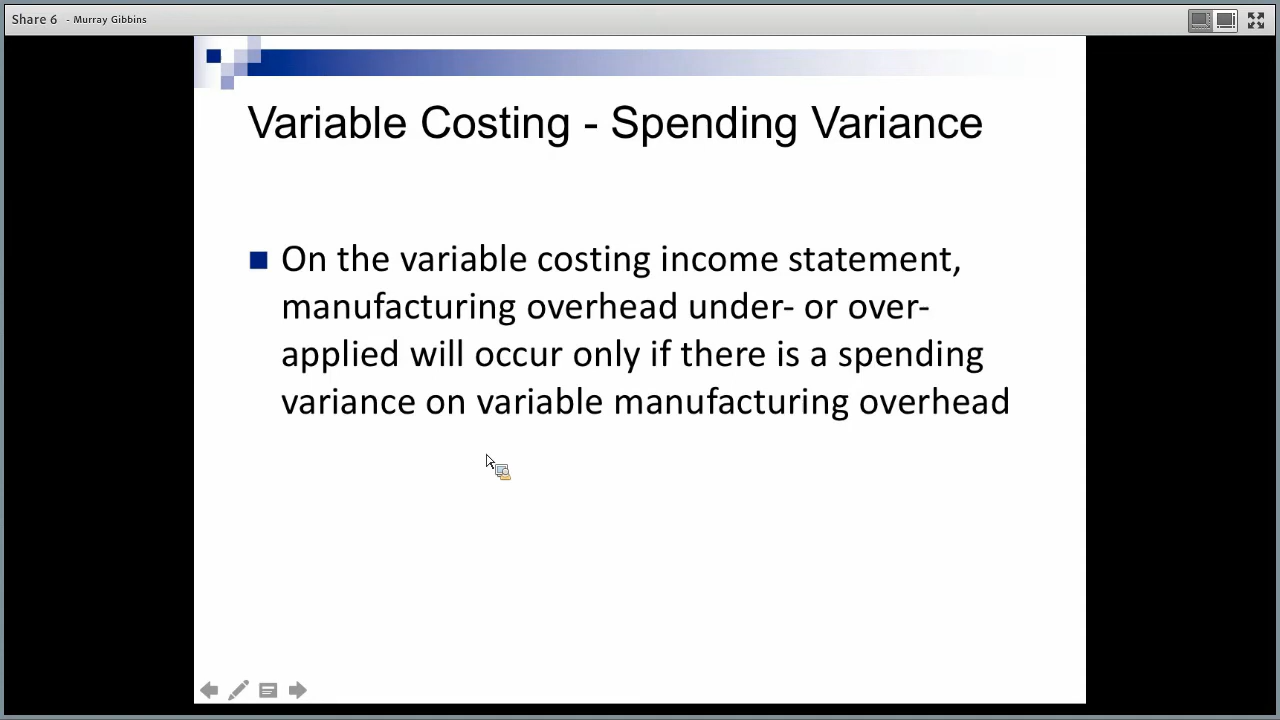 Share 6 - Murray Gibbins
Variable Costing - Spending Variance
On the variable costing income statement,
manufacturing overhead under- or over-
applied will occur only if there is a spending
variance on variable manufacturing overhead